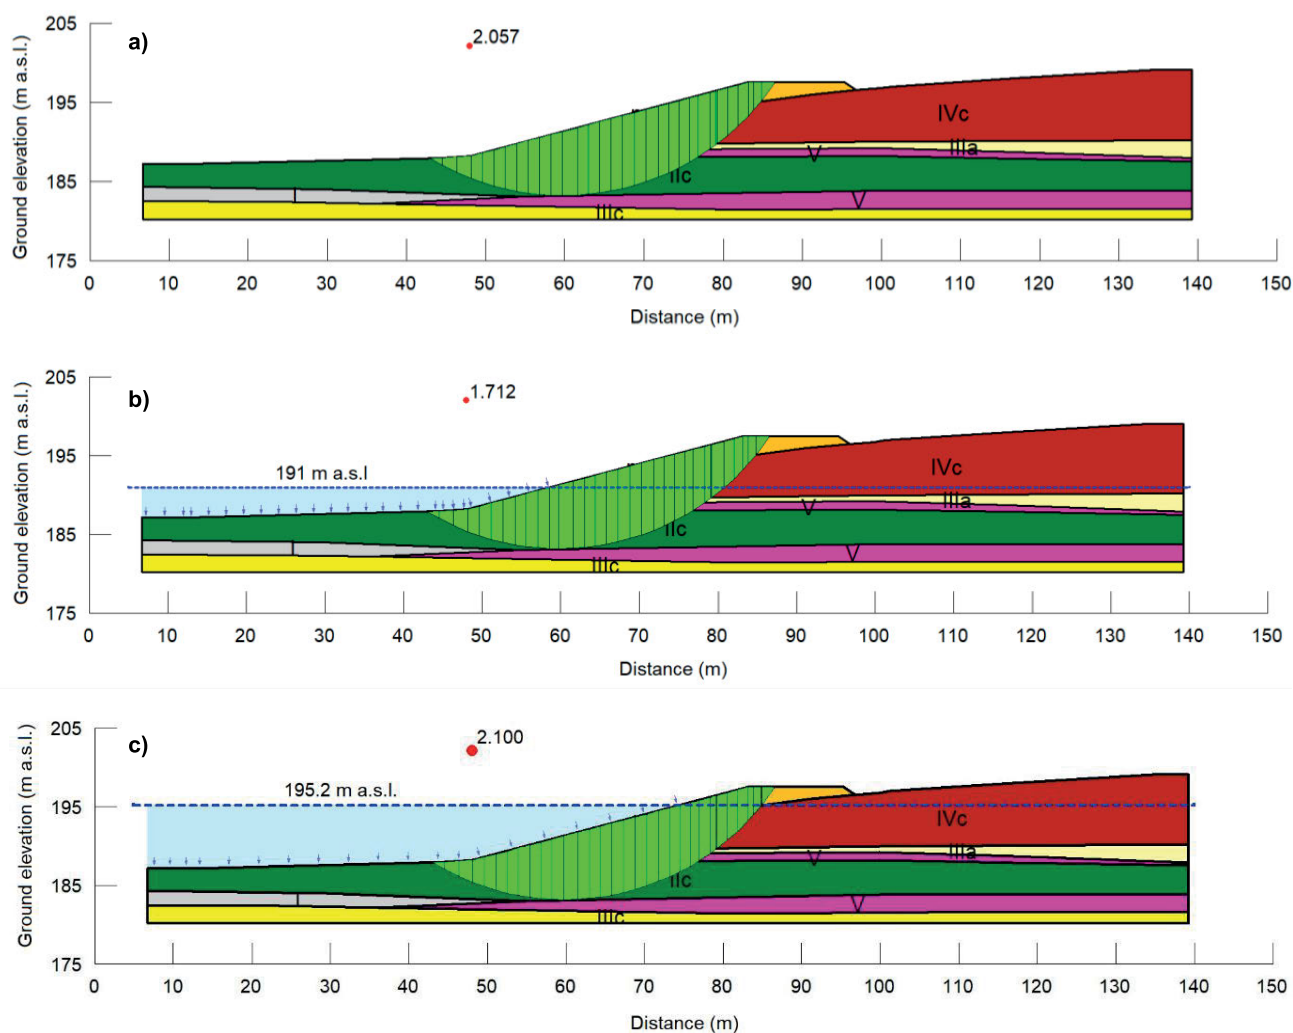 205
a)
2.057
195
IVc
IIIa
V
185
IIc
V
IIIc
175
Ground elevation (m a.s.l.)
0 10 20 30 40 50 60 70 80 90 100 110 120 130 140 150
Distance (m)
205
b)
1.712
195
191 m a.s.l
IVc
IIIa
V
185
IIc
V
IIIc
175
Ground elevation (m a.s.l.)
0 10 20 30 40 50 60 70 80 90 100 110 120 130 140 150
Distance (m)
205
c)
2.100
195.2 m a.s.l.
195
IVc
IIIa
V
185
IIc
V
IIIc
175
Ground elevation (m a.s.l.)
0 10 20 30 40 50 60 70 80 90 100 110 120 130 140 150
Distance (m)